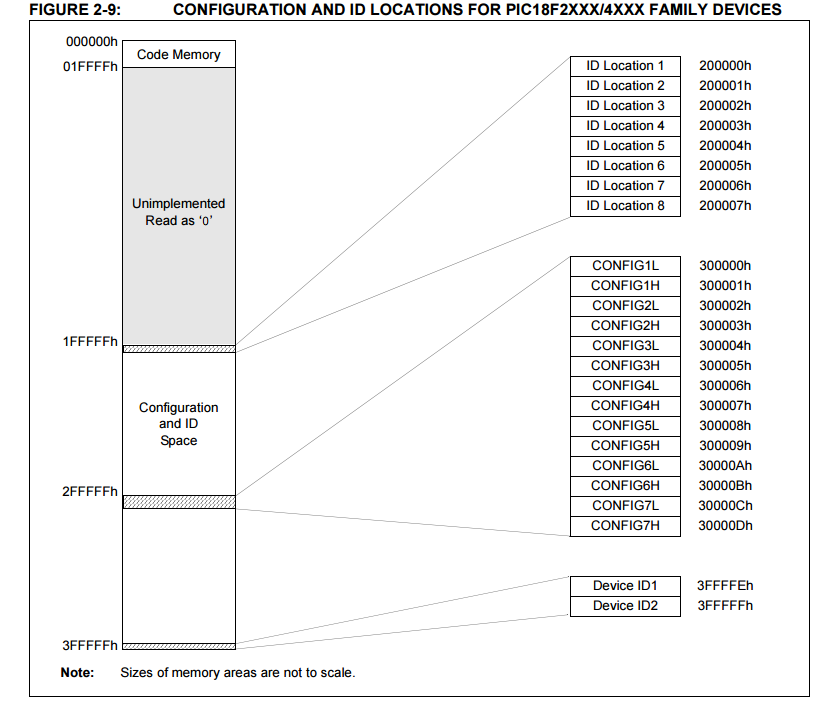 FIGURE 2-9: CONFIGURATION AND ID LOCATIONS FOR PIC18F2XXX/4XXX FAMILY DEVICES
000000h
Code Memory
01FFFFh
Unimplemented
Read as ‘0’
1FFFFFh
Configuration
and ID
Space
2FFFFFh
3FFFFFh
ID Location 1 200000h
ID Location 2 200001h
ID Location 3 200002h
ID Location 4 200003h
ID Location 5 200004h
ID Location 6 200005h
ID Location 7 200006h
ID Location 8 200007h
CONFIG1L 300000h
CONFIG1H 300001h
CONFIG2L 300002h
CONFIG2H 300003h
CONFIG3L 300004h
CONFIG3H 300005h
CONFIG4L 300006h
CONFIG4H 300007h
CONFIG5L 300008h
CONFIG5H 300009h
CONFIG6L 30000Ah
CONFIG6H 30000Bh
CONFIG7L 30000Ch
CONFIG7H 30000Dh
Device ID1 3FFFFEh
Device ID2 3FFFFFh
Note: Sizes of memory areas are not to scale.